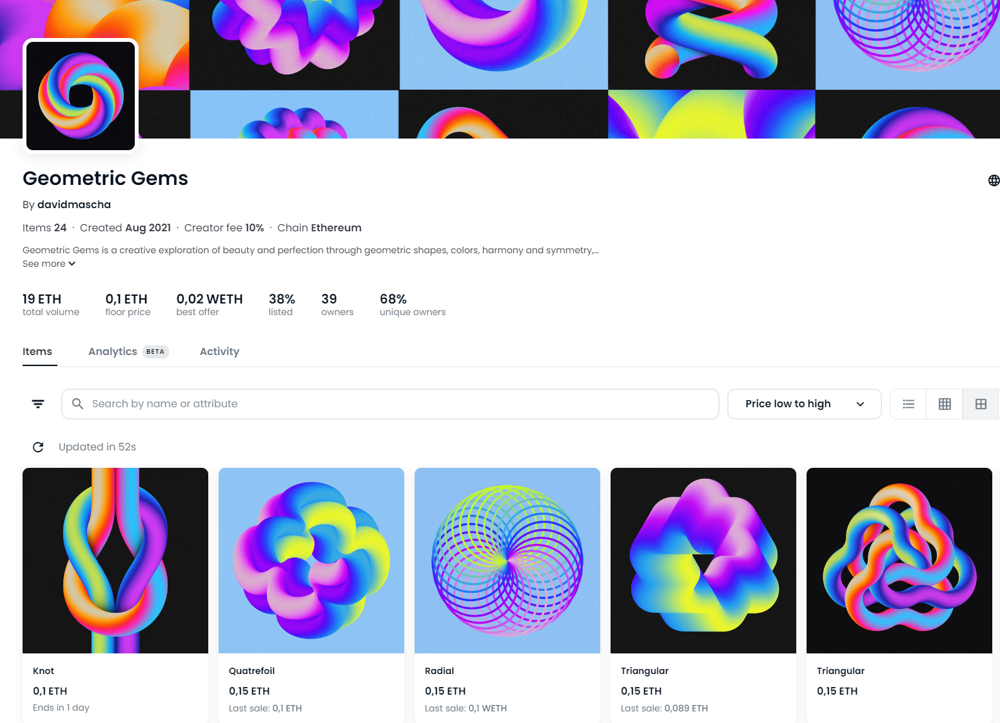 Geometric Gems
By davidmascha
Items 24 · Created Aug 2021 · Creator fee 10% · Chain Ethereum
Geometric Gems is a creative exploration of beauty and perfection through geometric shapes, colors, harmony and symmetry,…
See more
19 ETH 0,1 ETH 0,02 WETH 38% 39 68%
total volume floor price best offer listed owners unique owners
Items Analytics BETA Activity
Search by name or attribute Price low to high
Updated in 52s
Knot Quatrefoil Radial Triangular Triangular
0,1 ETH 0,15 ETH 0,15 ETH 0,15 ETH 0,15 ETH
Ends in 1 day Last sale: 0,1 ETH Last sale: 0,1 WETH Last sale: 0,089 ETH